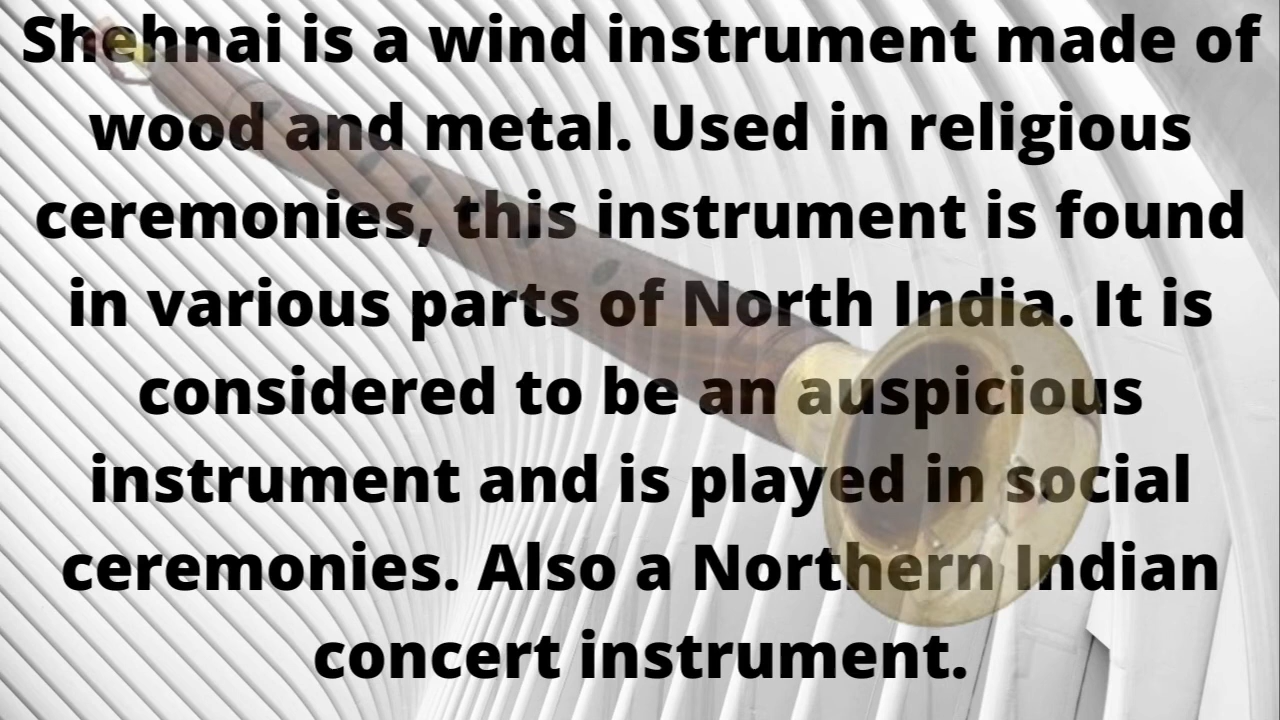 Shehnai is a wind instrument made of
wood and metal. Used in religious
ceremonies, this instrument is found
in various parts of North India. It is
considered to be an auspicious
instrument and is played in social
ceremonies. Also a Northern Indian
concert instrument.